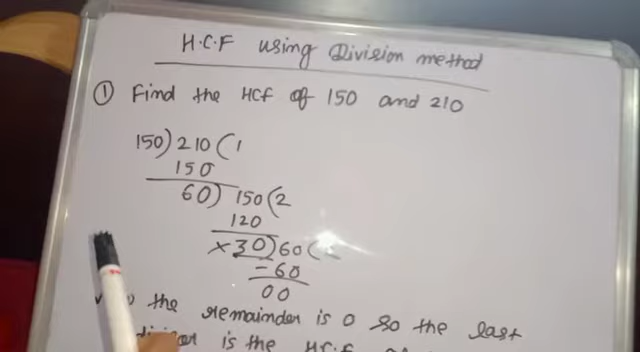 H.C.F using Division method
① Find the HCF of 150 and 210
150)210(1
150
60)150(2
120
×30)60(
-60
00
the remainder is 0 so the last
is the H.C.F